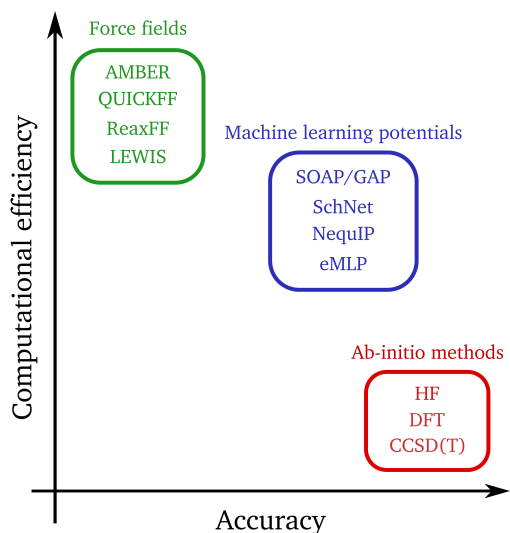 Force fields
AMBER
QUICKFF
ReaxFF
LEWIS
Machine learning potentials
SOAP/GAP
SchNet
NequIP
eMLP
Ab-initio methods
HF
DFT
CCSD(T)
Computational efficiency
Accuracy